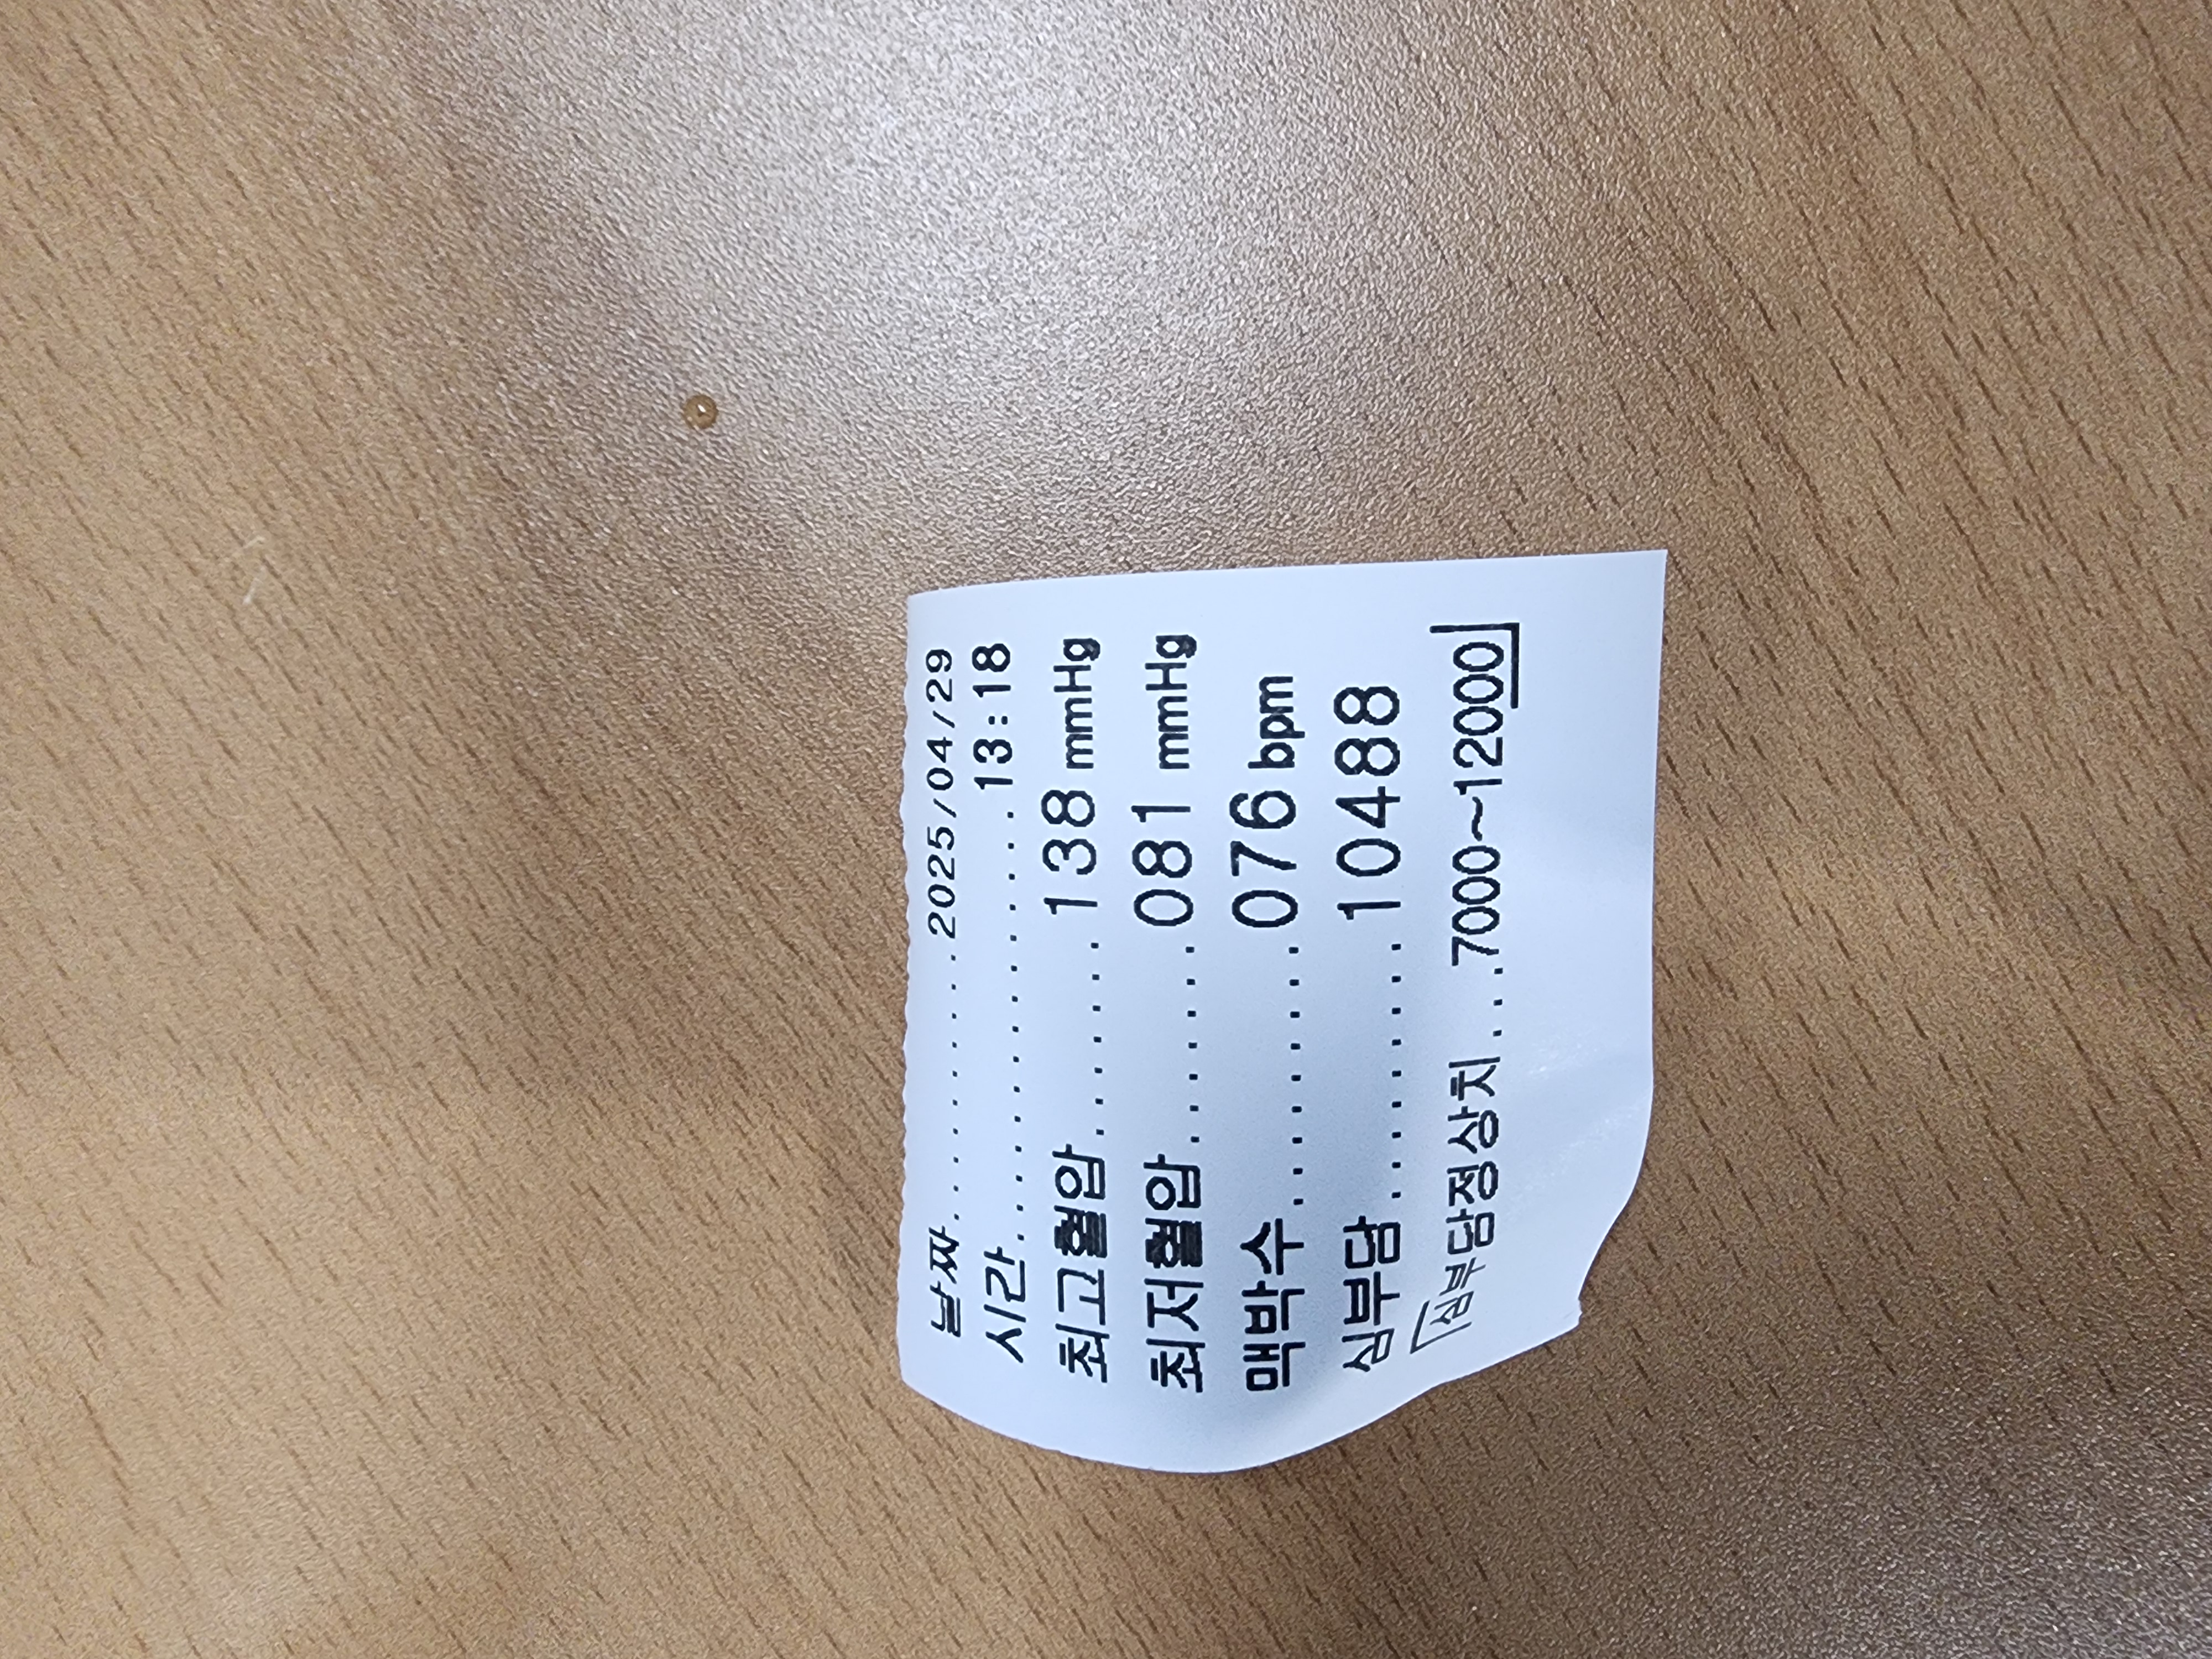 날짜...........2025/04/29
시간.............13:18
최고혈압.........138 mmHg
최저혈압.........081 mmHg
맥박수...........076 bpm
심부담...........10488
[심부담정상치...7000~12000]